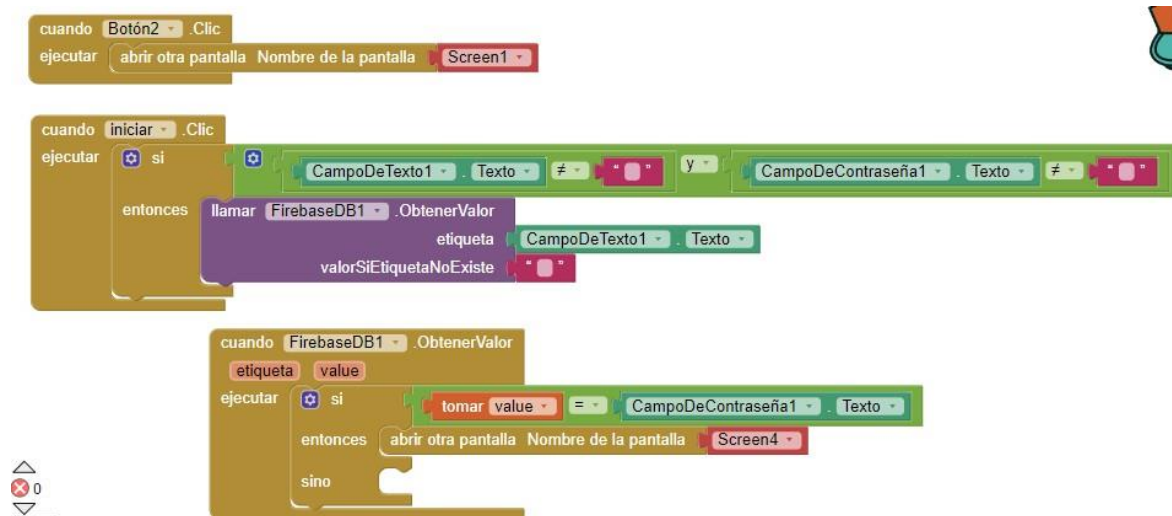 cuando Botón2 .Clic
ejecutar abrir otra pantalla Nombre de la pantalla Screen1
cuando iniciar .Clic
ejecutar si CampoDeTexto1 . Texto ≠ " " y CampoDeContraseña1 . Texto ≠ " "
entonces llamar FirebaseDB1 .ObtenerValor
etiqueta CampoDeTexto1 . Texto
valorSiEtiquetaNoExiste " "
cuando FirebaseDB1 .ObtenerValor
etiqueta value
ejecutar si tomar value = CampoDeContraseña1 . Texto
entonces abrir otra pantalla Nombre de la pantalla Screen4
sino
0